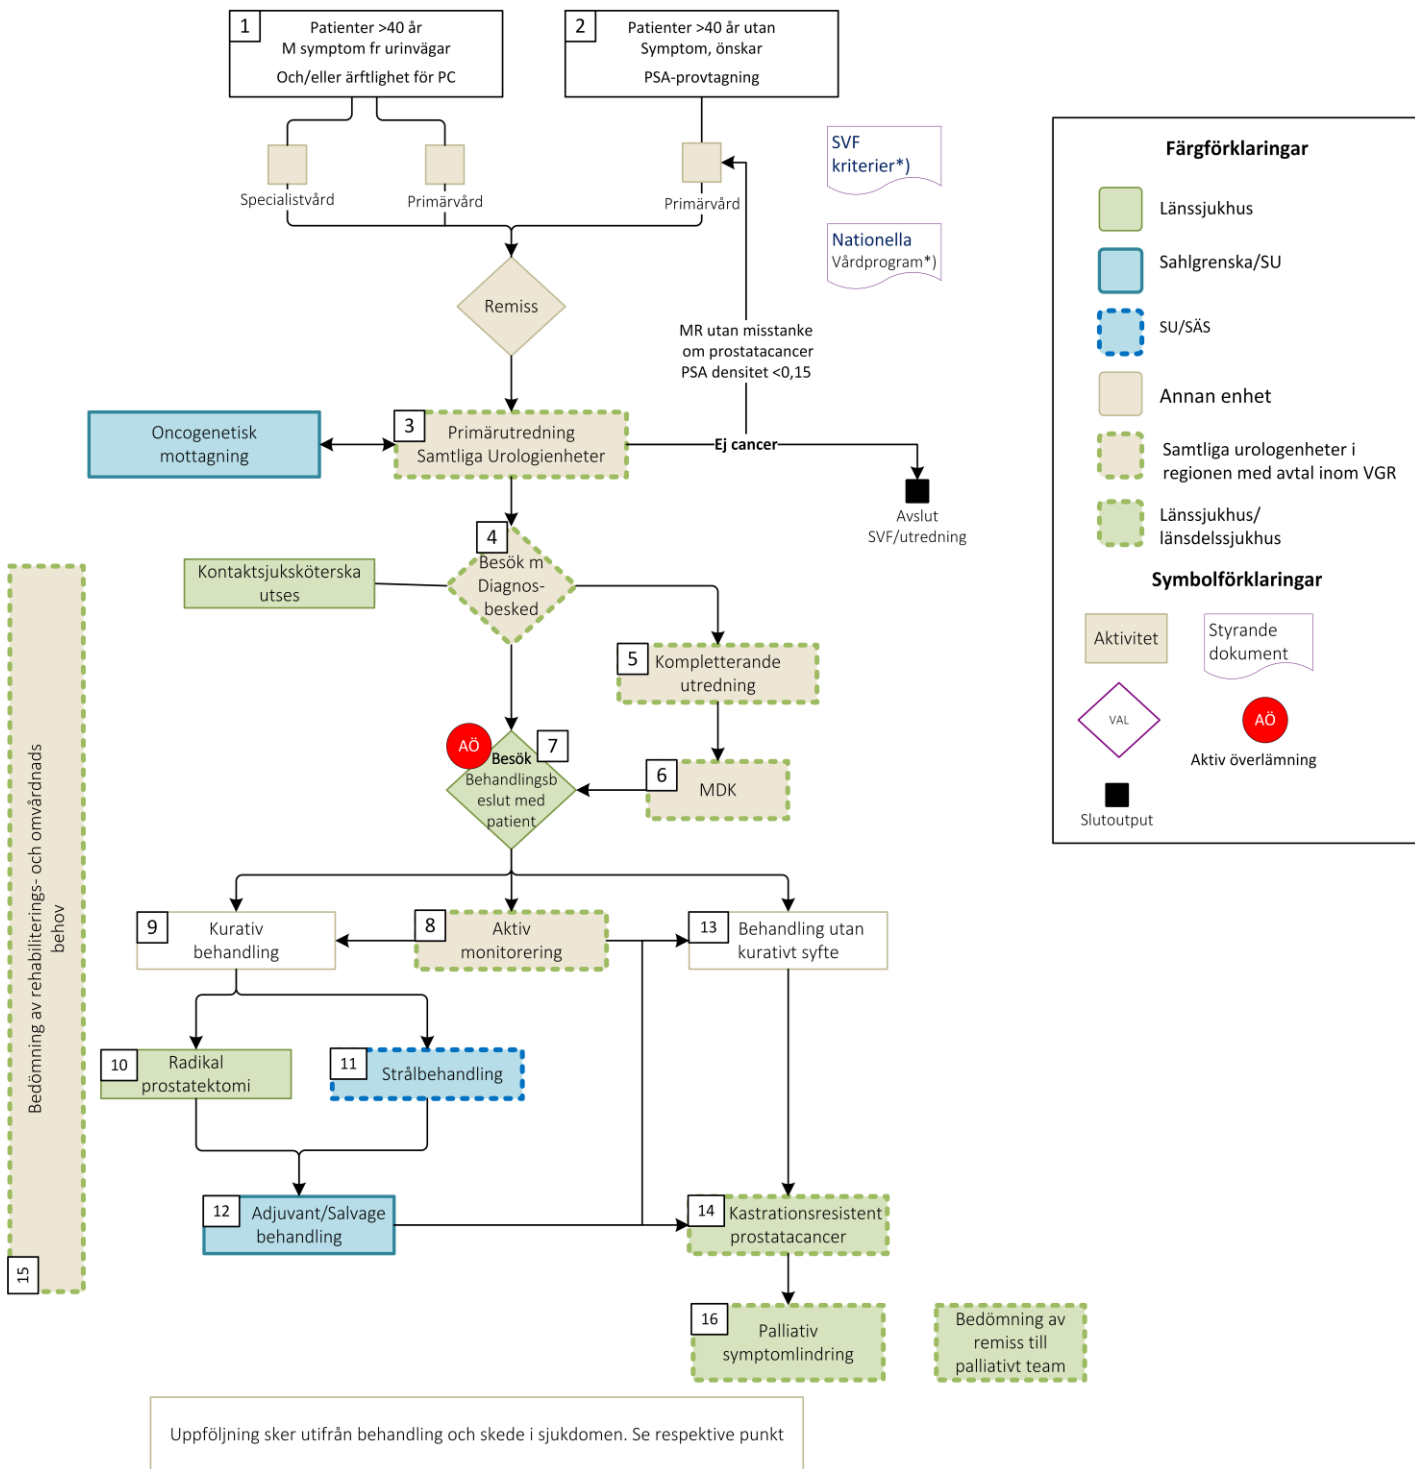 1
Patienter >40 år
M symptom fr urinvägar
Och/eller ärftlighet för PC
2
Patienter >40 år utan
Symptom, önskar
PSA-provtagning
Specialistvård
Primärvård
Primärvård
SVF
kriterier*)
Nationella
Vårdprogram*)
Remiss
MR utan misstanke
om prostatacancer
PSA densitet <0,15
Oncogenetisk
mottagning
3
Primärutredning
Samtliga Urologienheter
Ej cancer
Avslut
SVF/utredning
4
Besök m
Diagnos-
besked
Kontaktsjuksköterska
utses
5
Kompletterande
utredning
6
MDK
AÖ
7
Besök
Behandlingsb
eslut med
patient
9
Kurativ
behandling
8
Aktiv
monitorering
13
Behandling utan
kurativt syfte
10
Radikal
prostatektomi
11
Strålbehandling
12
Adjuvant/Salvage
behandling
14
Kastrationsresistent
prostatacancer
16
Palliativ
symptomlindring
Bedömning av
remiss till
palliativt team
Bedömning av rehabiliterings- och omvårdnads
behov
15
Uppföljning sker utifrån behandling och skede i sjukdomen. Se respektive punkt
Färgförklaringar
Länssjukhus
Sahlgrenska/SU
SU/SÄS
Annan enhet
Samtliga urologenheter i
regionen med avtal inom VGR
Länssjukhus/
länsdelssjukhus
Symbolförklaringar
Aktivitet
Styrande
dokument
VAL
AÖ
Aktiv överlämning
Slutoutput